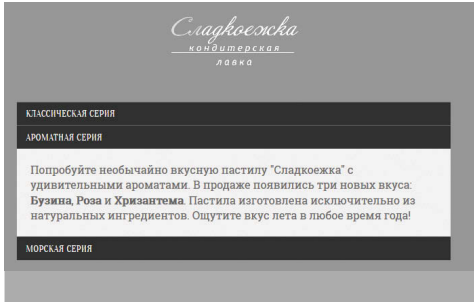 Сладкоежка
кондитерская
лавка
КЛАССИЧЕСКАЯ СЕРИЯ
АРОМАТНАЯ СЕРИЯ
Попробуйте необычайно вкусную пастилу "Сладкоежка" с
удивительными ароматами. В продаже появились три новых вкуса:
Бузина, Роза и Хризантема. Пастила изготовлена исключительно из
натуральных ингредиентов. Ощутите вкус лета в любое время года!
МОРСКАЯ СЕРИЯ